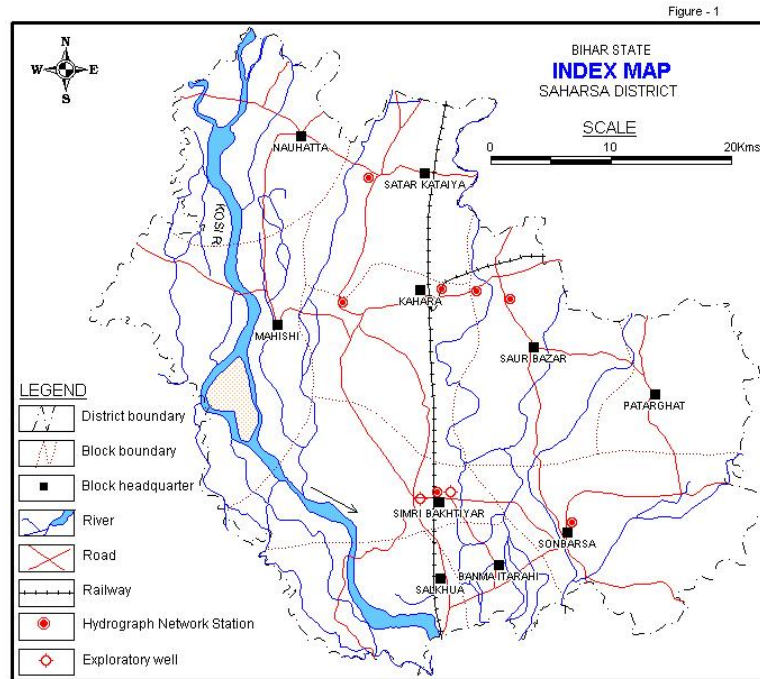 Figure - 1
N
W E
S
BIHAR STATE
INDEX MAP
SAHARSA DISTRICT
SCALE
0 10 20Kms
NAUHATTA
SATAR KATAIYA
KOSI R.
KAHARA
MAHISHI
SAUR BAZAR
PATARGHAT
SIMRI BAKHTIYAR
SONBARSA
BANMA ITARAHI
SALKHUA
LEGEND
District boundary
Block boundary
Block headquarter
River
Road
Railway
Hydrograph Network Station
Exploratory well